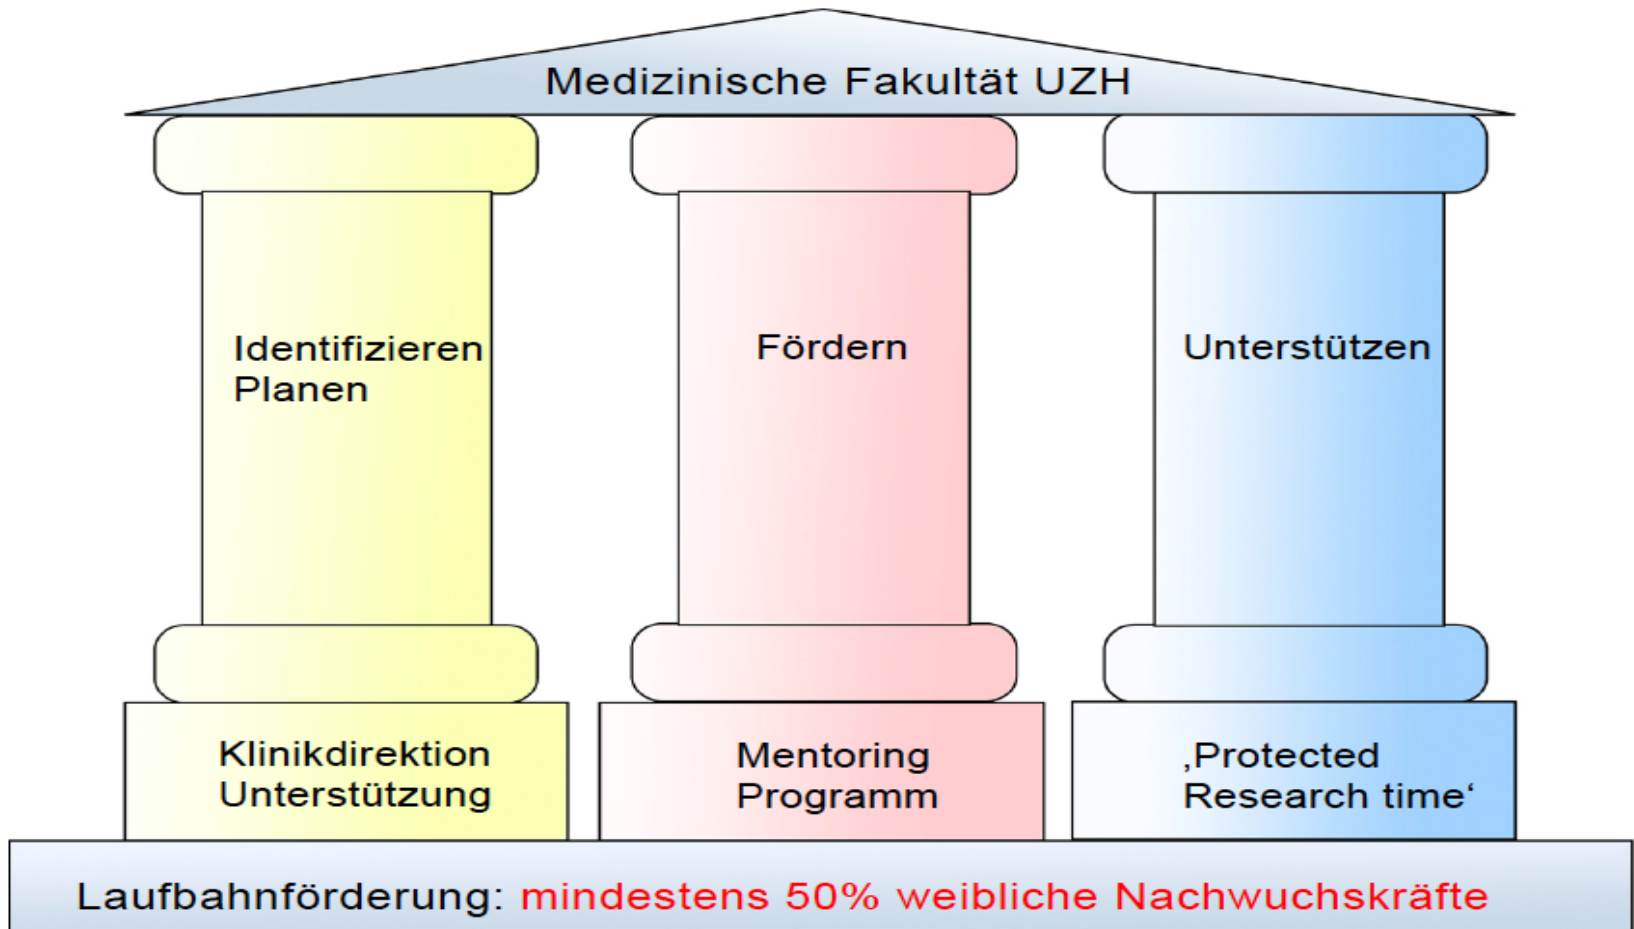 Medizinische Fakultät UZH
Identifizieren
Planen
Fördern
Unterstützen
Klinikdirektion
Unterstützung
Mentoring
Programm
‚Protected
Research time‘
Laufbahnförderung: mindestens 50% weibliche Nachwuchskräfte